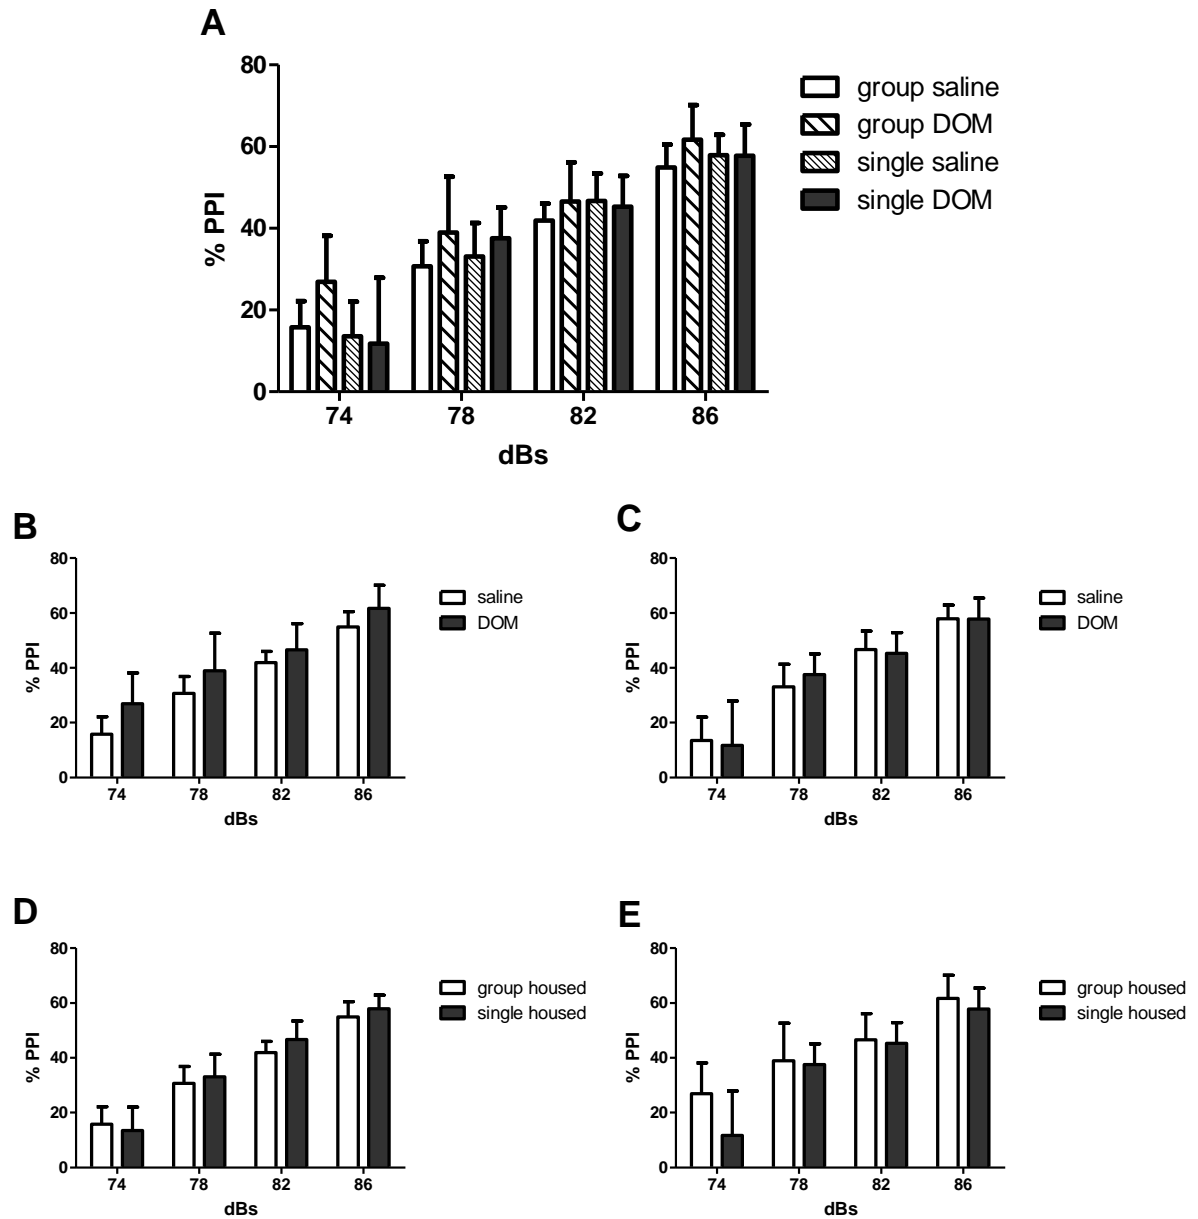 A
80
60
40
20
0
% PPI
74 78 82 86
dBs
group saline
group DOM
single saline
single DOM
B
80
60
40
20
0
% PPI
74 78 82 86
dBs
saline
DOM
C
80
60
40
20
0
% PPI
74 78 82 86
dBs
saline
DOM
D
80
60
40
20
0
% PPI
74 78 82 86
dBs
group housed
single housed
E
80
60
40
20
0
% PPI
74 78 82 86
dBs
group housed
single housed